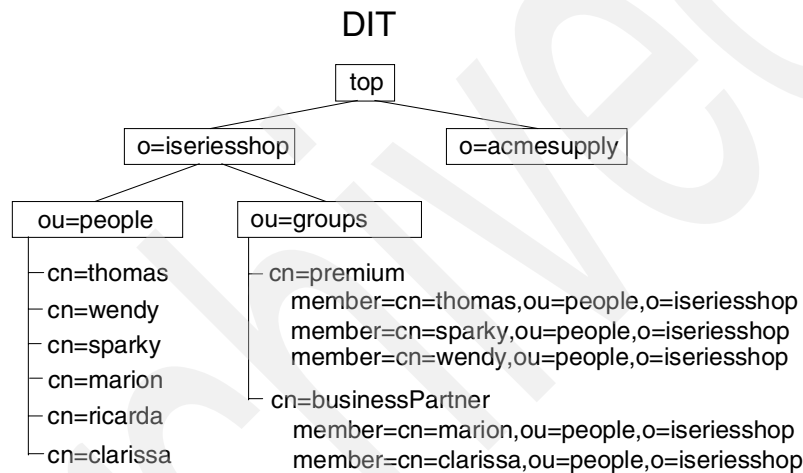 DIT
top
o=iseriesshop
o=acmesupply
ou=people
ou=groups
cn=thomas
cn=wendy
cn=sparky
cn=marion
cn=ricarda
cn=clarissa
cn=premium
member=cn=thomas,ou=people,o=iseriesshop
member=cn=sparky,ou=people,o=iseriesshop
member=cn=wendy,ou=people,o=iseriesshop
cn=businessPartner
member=cn=marion,ou=people,o=iseriesshop
member=cn=clarissa,ou=people,o=iseriesshop